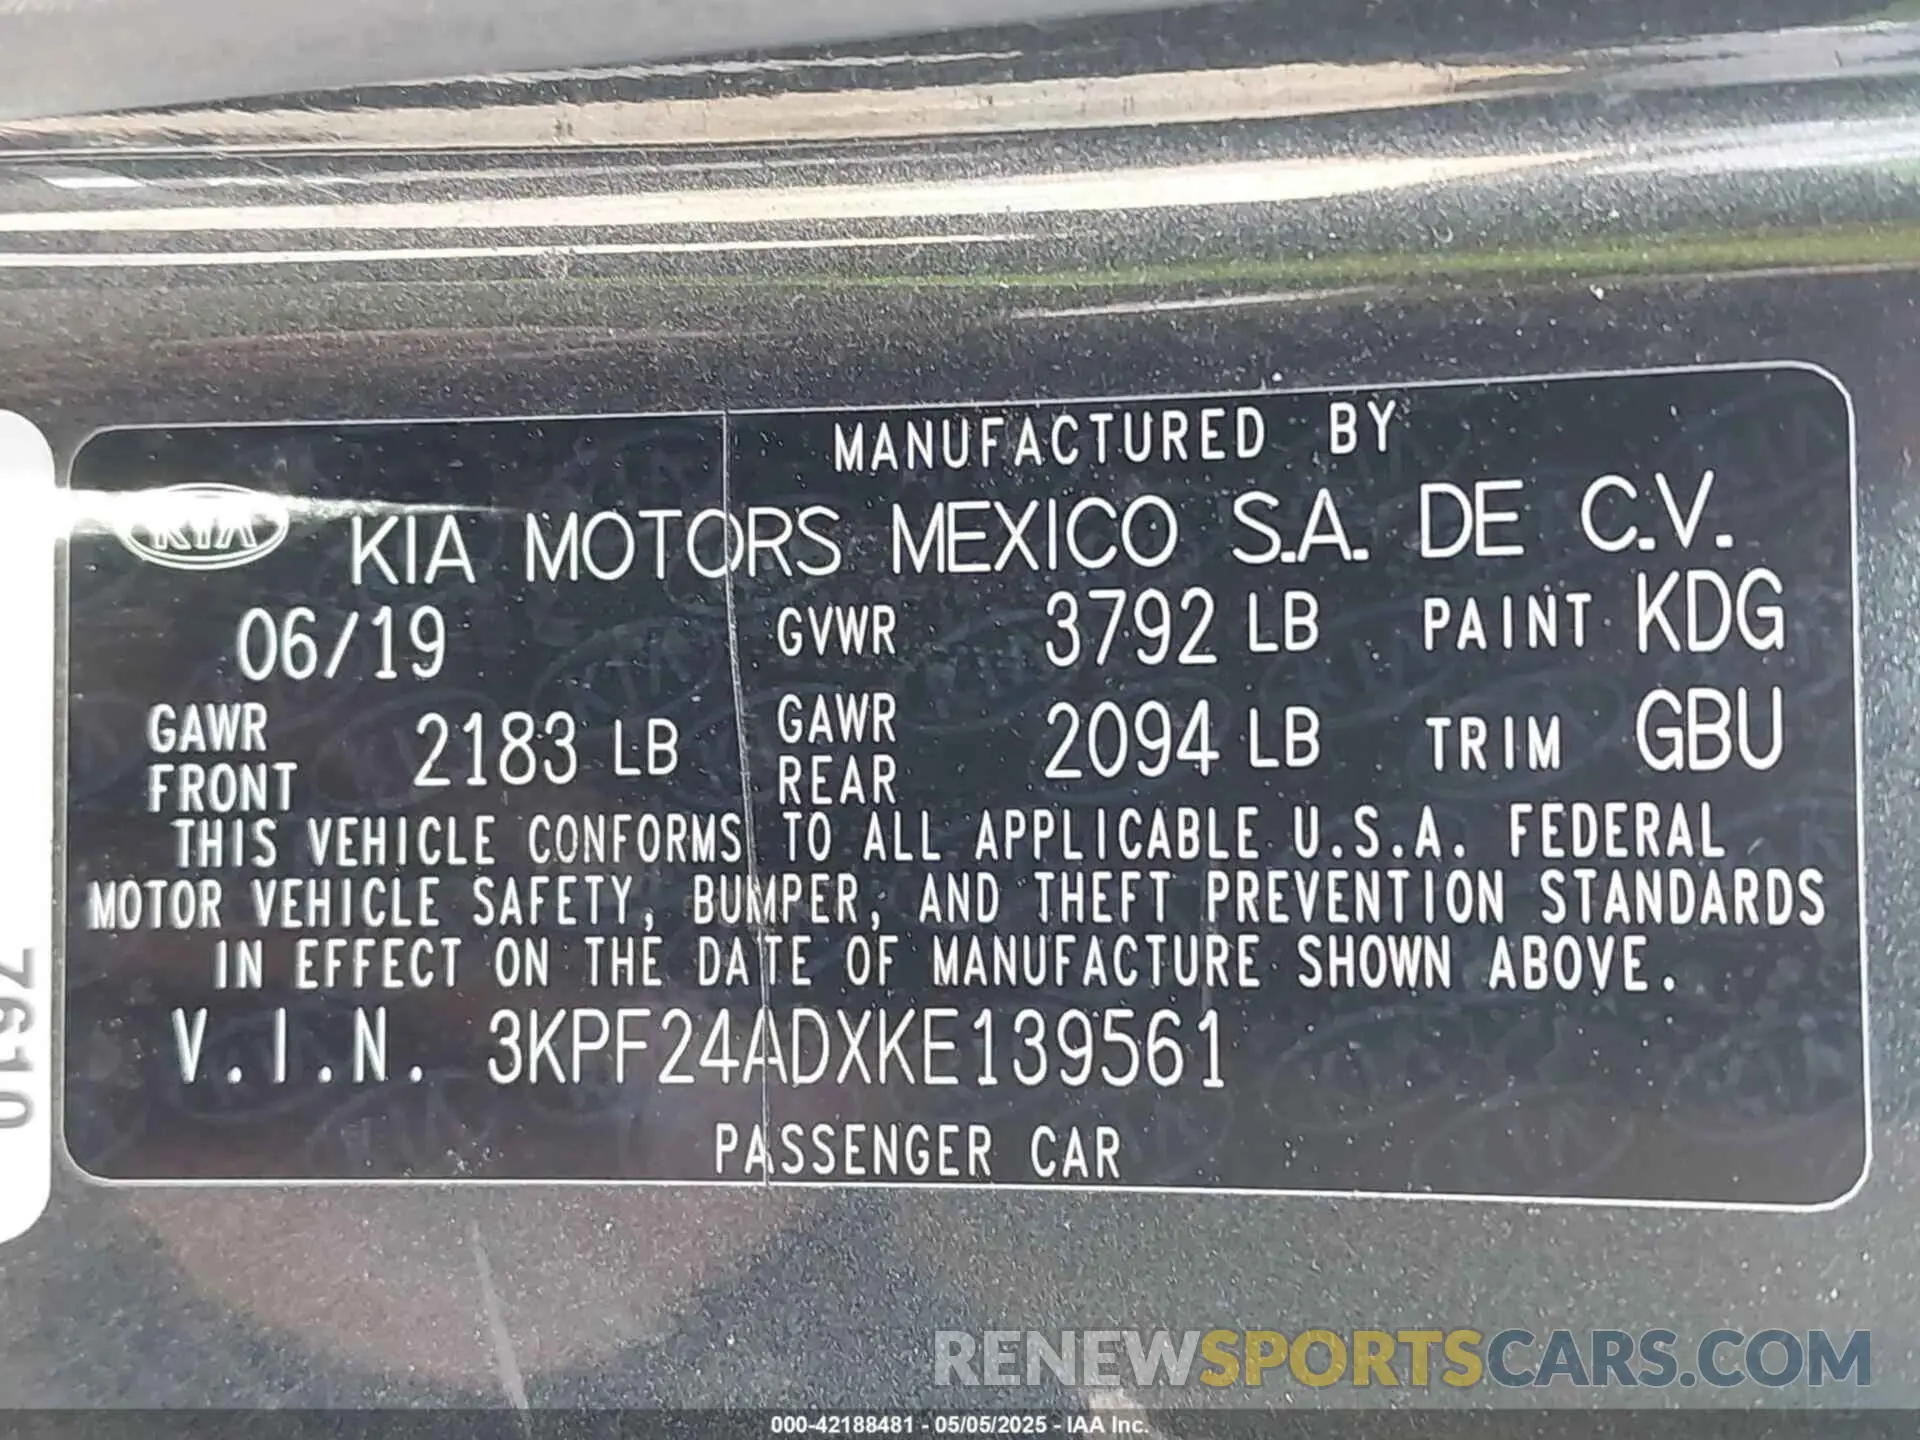 MANUFACTURED BY
KIA KIA MOTORS MEXICO S.A. DE C.V.
06/19 GVWR 3792 LB PAINT KDG
GAWR FRONT 2183 LB GAWR REAR 2094 LB TRIM GBU
THIS VEHICLE CONFORMS TO ALL APPLICABLE U.S.A. FEDERAL
MOTOR VEHICLE SAFETY, BUMPER, AND THEFT PREVENTION STANDARDS
IN EFFECT ON THE DATE OF MANUFACTURE SHOWN ABOVE.
V.I.N. 3KPF24ADXKE139561
PASSENGER CAR
7610
RENEWSPORTSCARS.COM
000-42188481 - 05/05/2025 - IAA Inc.